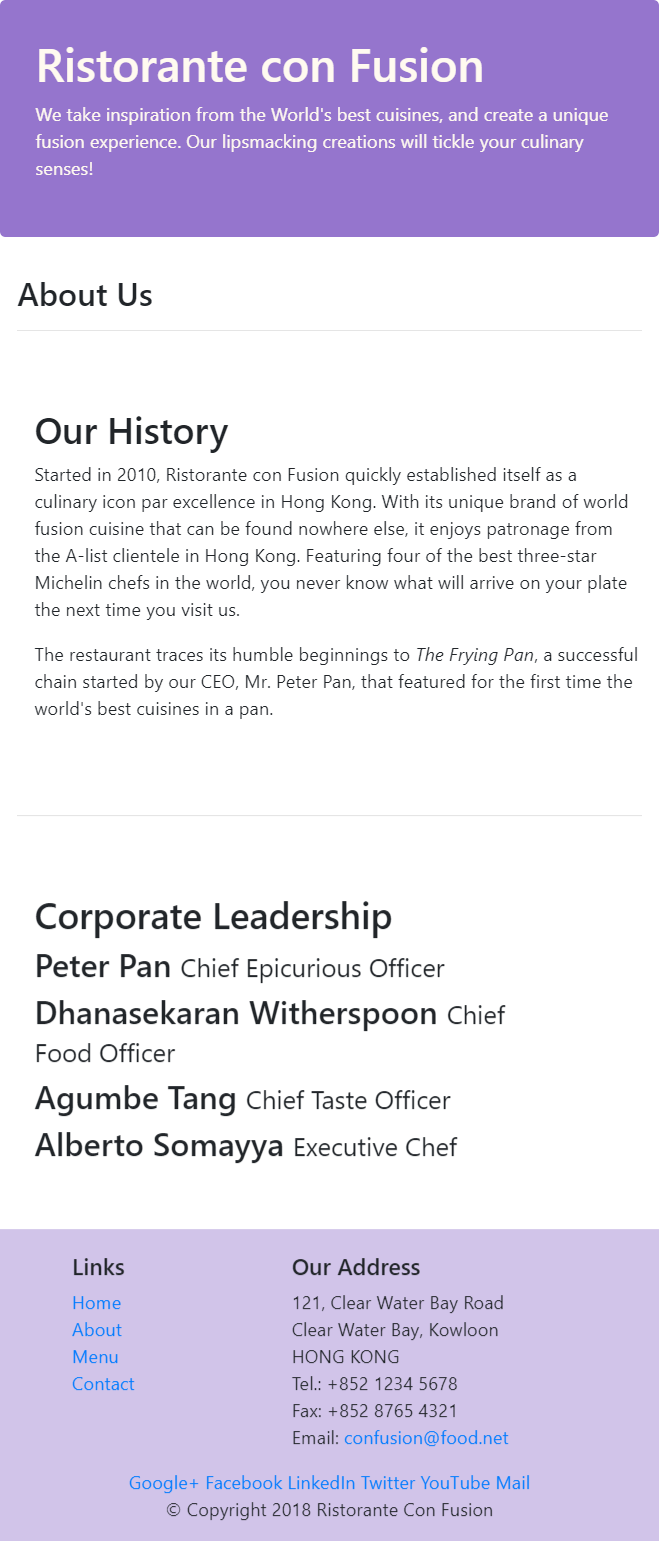 Ristorante con Fusion
We take inspiration from the World's best cuisines, and create a unique
fusion experience. Our lipsmacking creations will tickle your culinary
senses!
About Us
Our History
Started in 2010, Ristorante con Fusion quickly established itself as a
culinary icon par excellence in Hong Kong. With its unique brand of world
fusion cuisine that can be found nowhere else, it enjoys patronage from
the A-list clientele in Hong Kong. Featuring four of the best three-star
Michelin chefs in the world, you never know what will arrive on your plate
the next time you visit us.
The restaurant traces its humble beginnings to The Frying Pan, a successful
chain started by our CEO, Mr. Peter Pan, that featured for the first time the
world's best cuisines in a pan.
Corporate Leadership
Peter Pan Chief Epicurious Officer
Dhanasekaran Witherspoon Chief
Food Officer
Agumbe Tang Chief Taste Officer
Alberto Somayya Executive Chef
Links
Home
About
Menu
Contact
Our Address
121, Clear Water Bay Road
Clear Water Bay, Kowloon
HONG KONG
Tel.: +852 1234 5678
Fax: +852 8765 4321
Email: confusion@food.net
Google+ Facebook LinkedIn Twitter YouTube Mail
© Copyright 2018 Ristorante Con Fusion